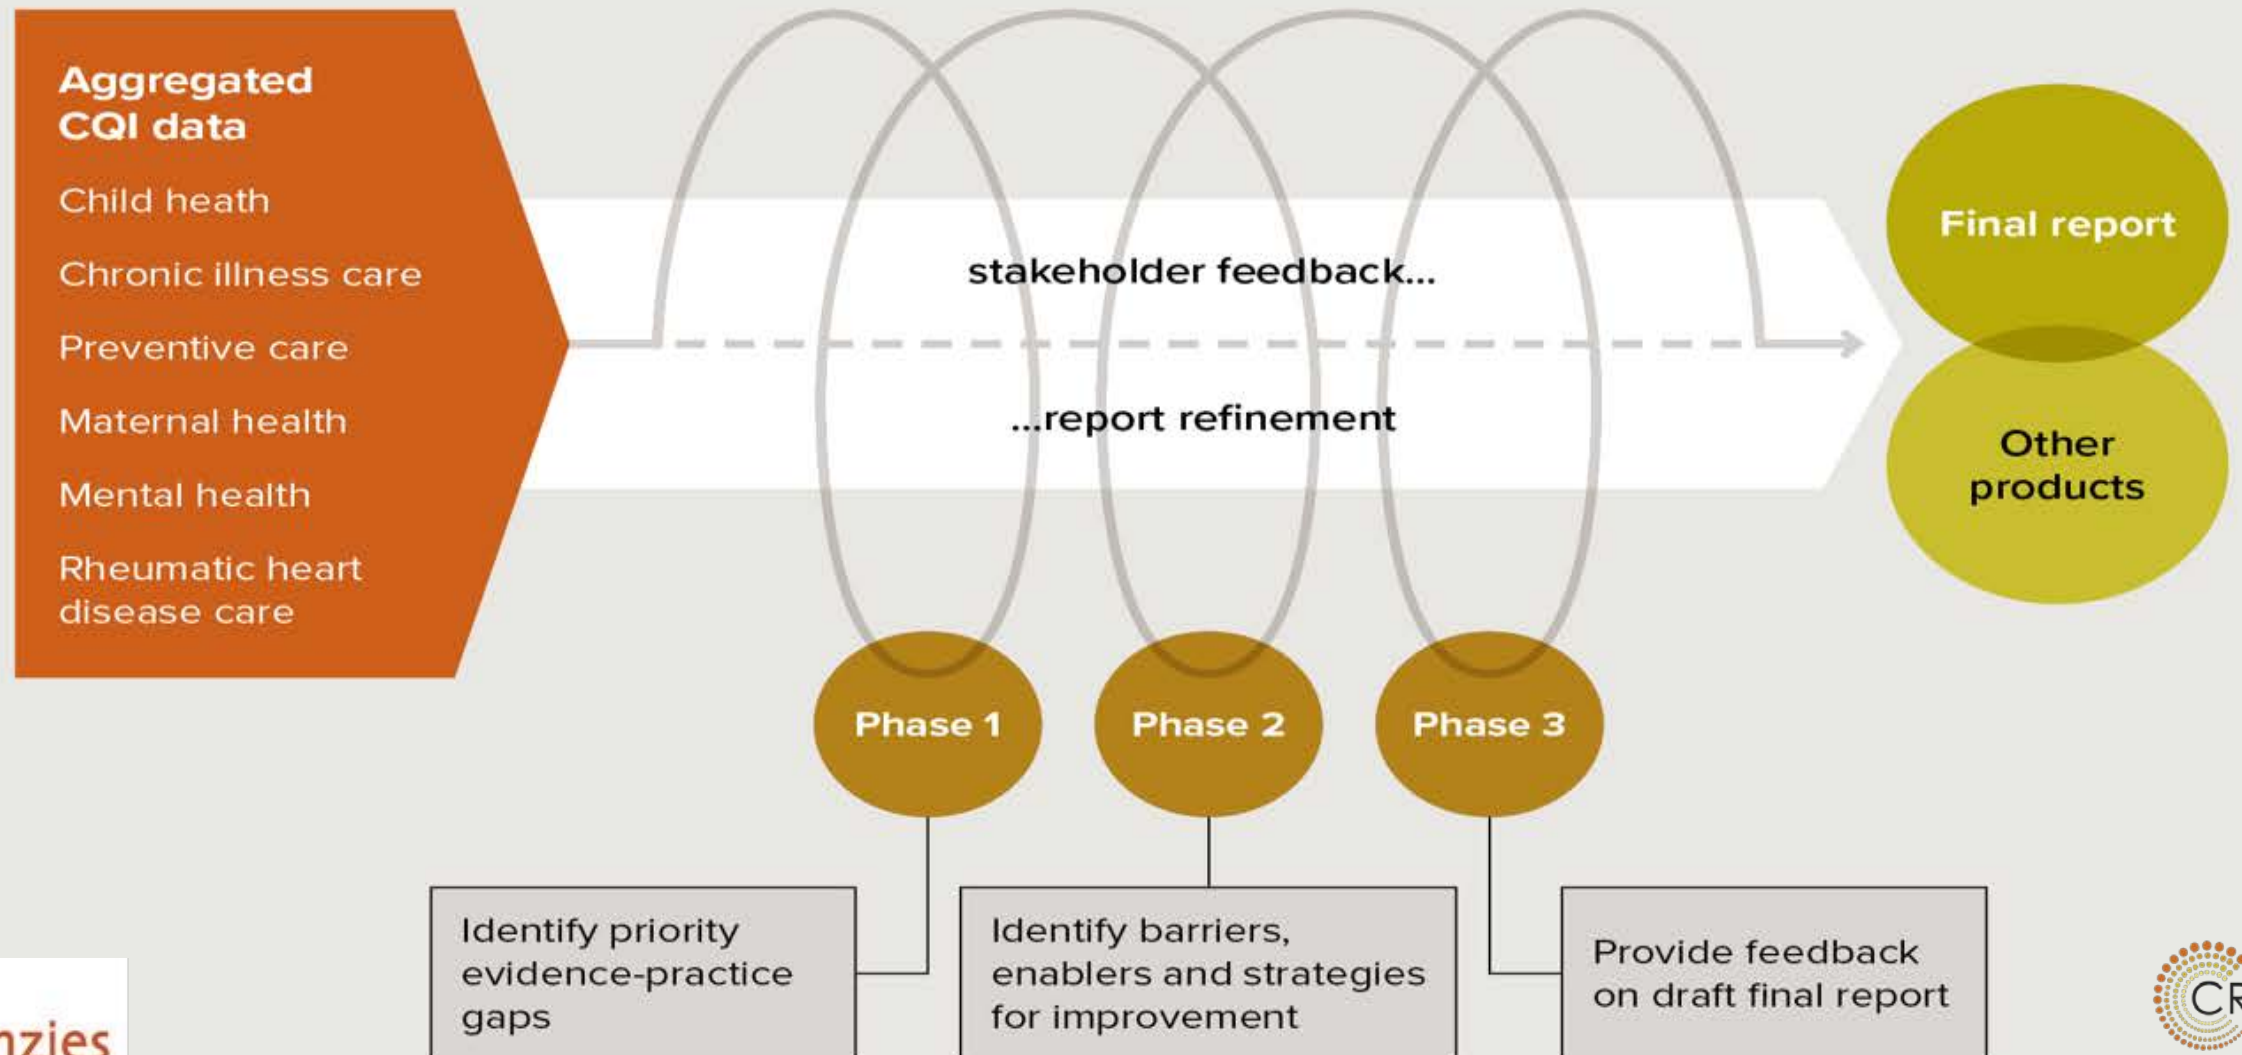 Aggregated
CQI data
Child heath
Chronic illness care
Preventive care
Maternal health
Mental health
Rheumatic heart
disease care
stakeholder feedback...
...report refinement
Final report
Other
products
Phase 1
Phase 2
Phase 3
Identify priority
evidence-practice
gaps
Identify barriers,
enablers and strategies
for improvement
Provide feedback
on draft final report